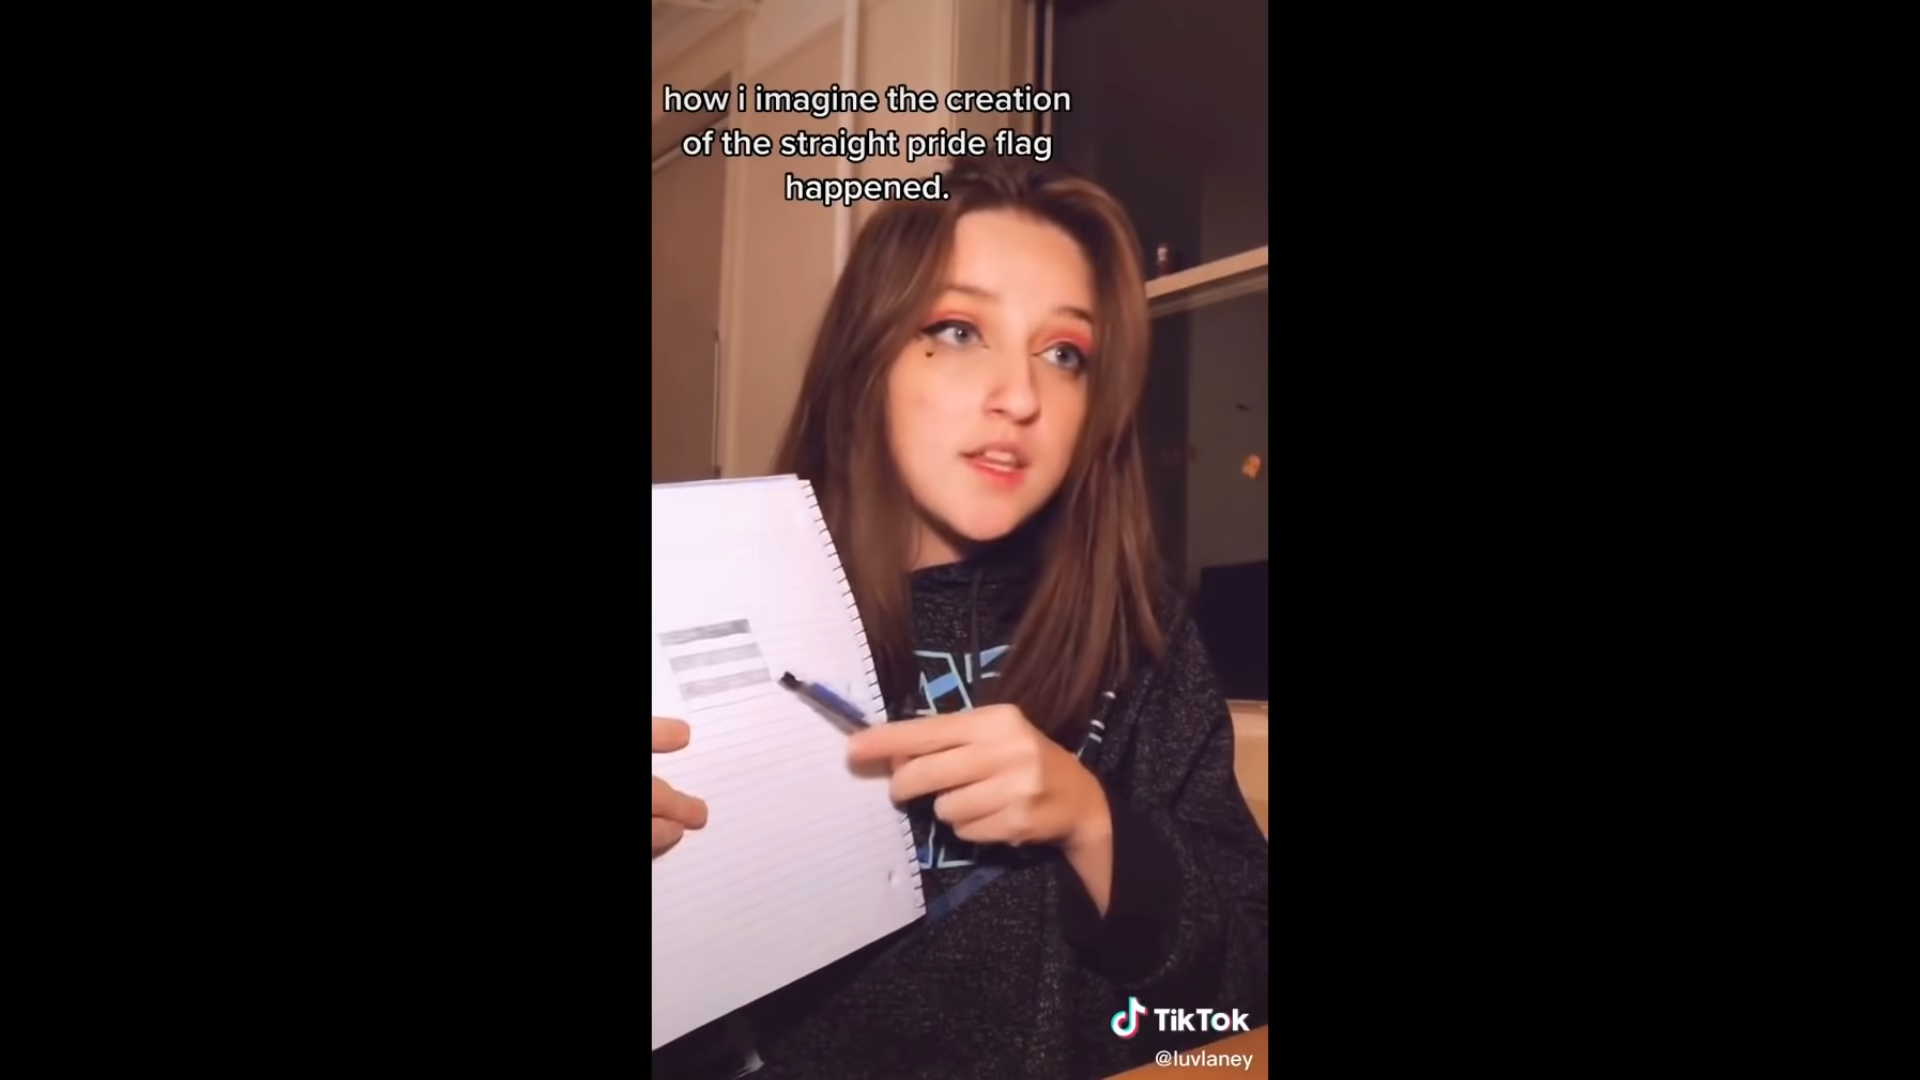 how i imagine the creation
of the straight pride flag
happened.
TikTok
@luvlaney